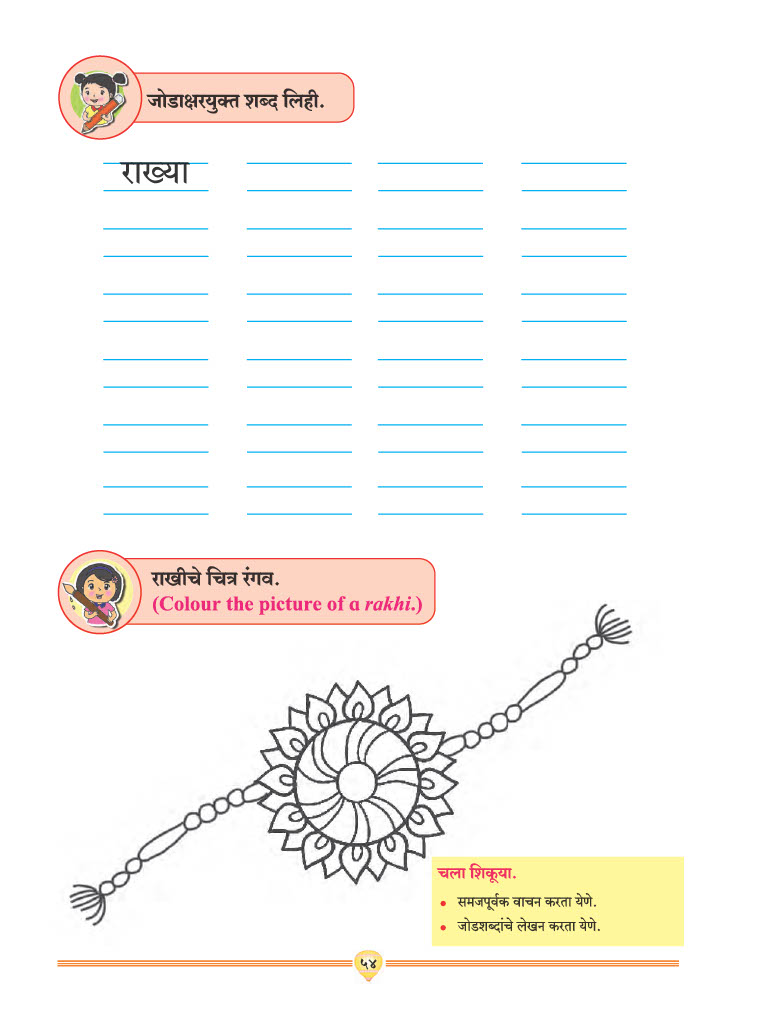 जोडाक्षरयुक्त शब्द लिही.
राख्या
राखीचे चित्र रंगव.
(Colour the picture of a rakhi.)
चला शिकूया.
• समजपूर्वक वाचन करता येणे.
• जोडशब्दांचे लेखन करता येणे.
५४